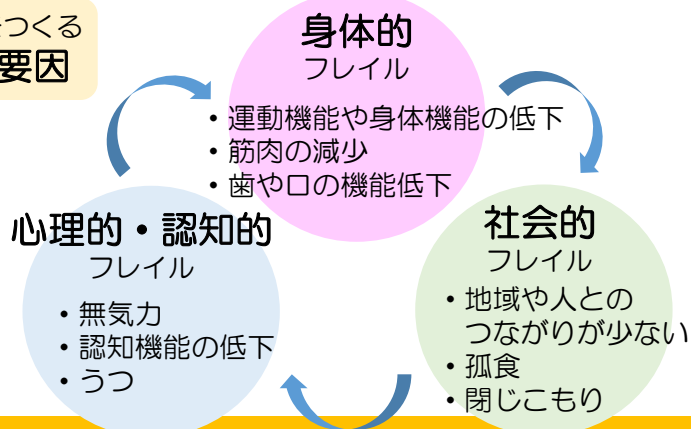 つくる
要因
身体的
フレイル
・運動機能や身体機能の低下
・筋肉の減少
・歯や口の機能低下
心理的・認知的
フレイル
・無気力
・認知機能の低下
・うつ
社会的
フレイル
・地域や人との
つながりが少ない
・孤食
・閉じこもり